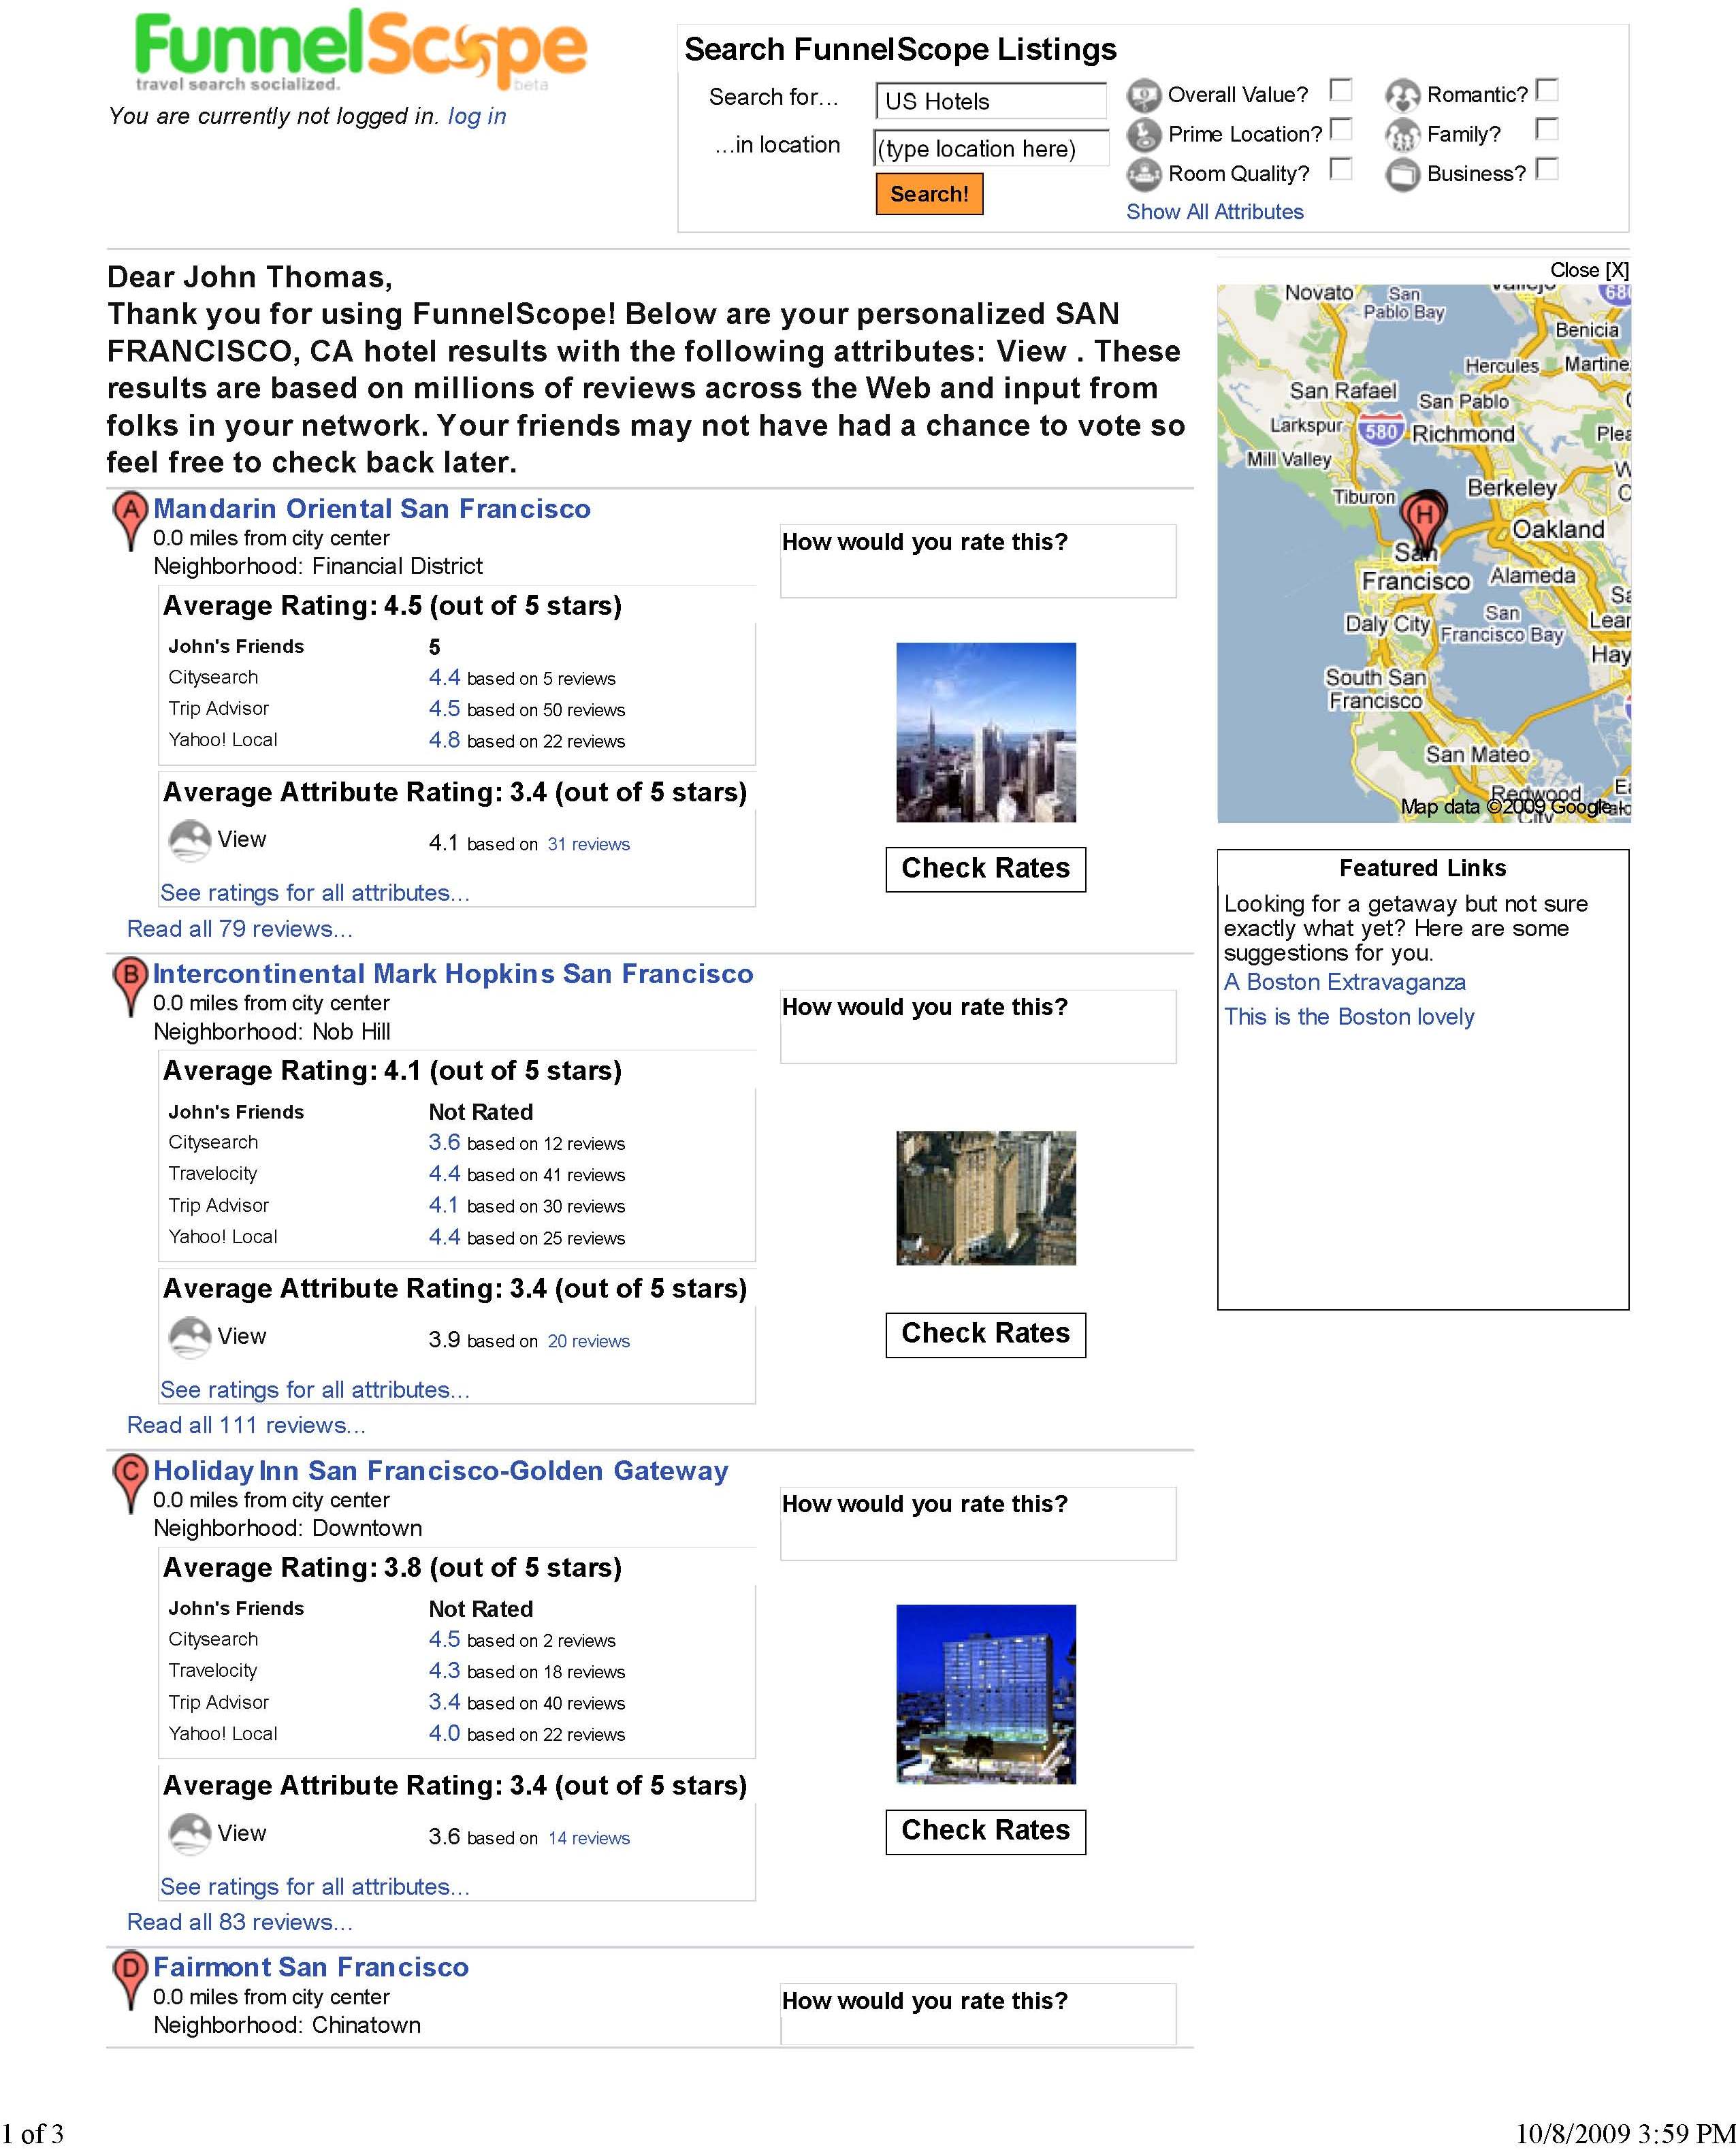 FunnelScope
travel search socialized.
beta
You are currently not logged in. log in
Search FunnelScope Listings
Search for...
US Hotels
...in location
(type location here)
Search!
Overall Value?
Romantic?
Prime Location?
Family?
Room Quality?
Business?
Show All Attributes
Dear John Thomas,
Thank you for using FunnelScope! Below are your personalized SAN
FRANCISCO, CA hotel results with the following attributes: View . These
results are based on millions of reviews across the Web and input from
folks in your network. Your friends may not have had a chance to vote so
feel free to check back later.
A Mandarin Oriental San Francisco
0.0 miles from city center
Neighborhood: Financial District
How would you rate this?
Average Rating: 4.5 (out of 5 stars)
John's Friends 5
Citysearch 4.4 based on 5 reviews
Trip Advisor 4.5 based on 50 reviews
Yahoo! Local 4.8 based on 22 reviews
Average Attribute Rating: 3.4 (out of 5 stars)
View 4.1 based on 31 reviews
See ratings for all attributes...
Check Rates
Read all 79 reviews...
B Intercontinental Mark Hopkins San Francisco
0.0 miles from city center
Neighborhood: Nob Hill
How would you rate this?
Average Rating: 4.1 (out of 5 stars)
John's Friends Not Rated
Citysearch 3.6 based on 12 reviews
Travelocity 4.4 based on 41 reviews
Trip Advisor 4.1 based on 30 reviews
Yahoo! Local 4.4 based on 25 reviews
Average Attribute Rating: 3.4 (out of 5 stars)
View 3.9 based on 20 reviews
See ratings for all attributes...
Check Rates
Read all 111 reviews...
C Holiday Inn San Francisco-Golden Gateway
0.0 miles from city center
Neighborhood: Downtown
How would you rate this?
Average Rating: 3.8 (out of 5 stars)
John's Friends Not Rated
Citysearch 4.5 based on 2 reviews
Travelocity 4.3 based on 18 reviews
Trip Advisor 3.4 based on 40 reviews
Yahoo! Local 4.0 based on 22 reviews
Average Attribute Rating: 3.4 (out of 5 stars)
View 3.6 based on 14 reviews
See ratings for all attributes...
Check Rates
Read all 83 reviews...
D Fairmont San Francisco
0.0 miles from city center
Neighborhood: Chinatown
How would you rate this?
Close [X]
Novato
San
Pablo Bay
Vallejo
680
Benicia
Hercules
Martine
San Rafael
San Pablo
Larkspur
580
Richmond
Plea
Mill Valley
Tiburon
Berkeley
H
Oakland
San
Francisco
Alameda
Daly City
San
Francisco Bay
Lear
Hay
South San
Francisco
San Mateo
Redwood
City
Map data ©2009 Google
Featured Links
Looking for a getaway but not sure
exactly what yet? Here are some
suggestions for you.
A Boston Extravaganza
This is the Boston lovely
1 of 3
10/8/2009 3:59 PM